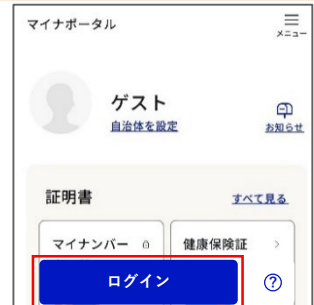 マイナポータル
メニュー
ゲスト
自治体を設定
お知らせ
証明書
すべて見る
マイナンバー
健康保険証
ログイン
?